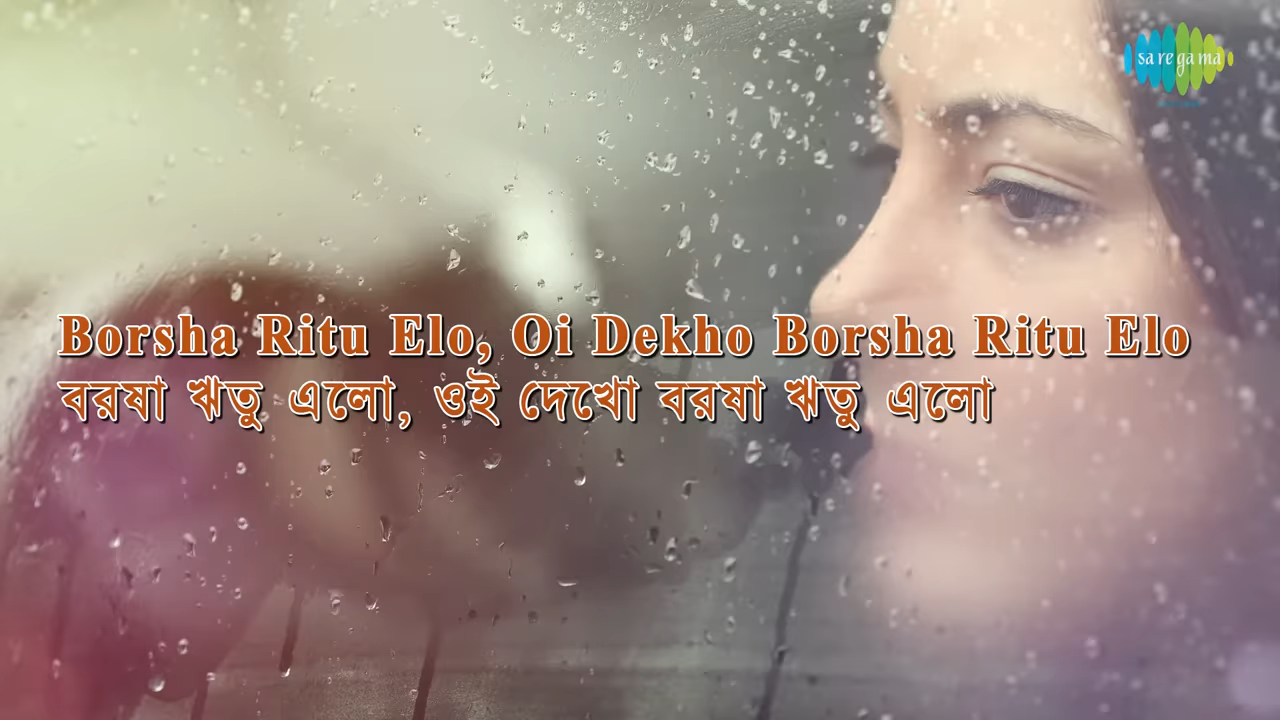 sa re ga ma
Borsha Ritu Elo, Oi Dekho Borsha Ritu Elo
বরষা ঋতু এলো, ওই দেখো বরষা ঋতু এলো